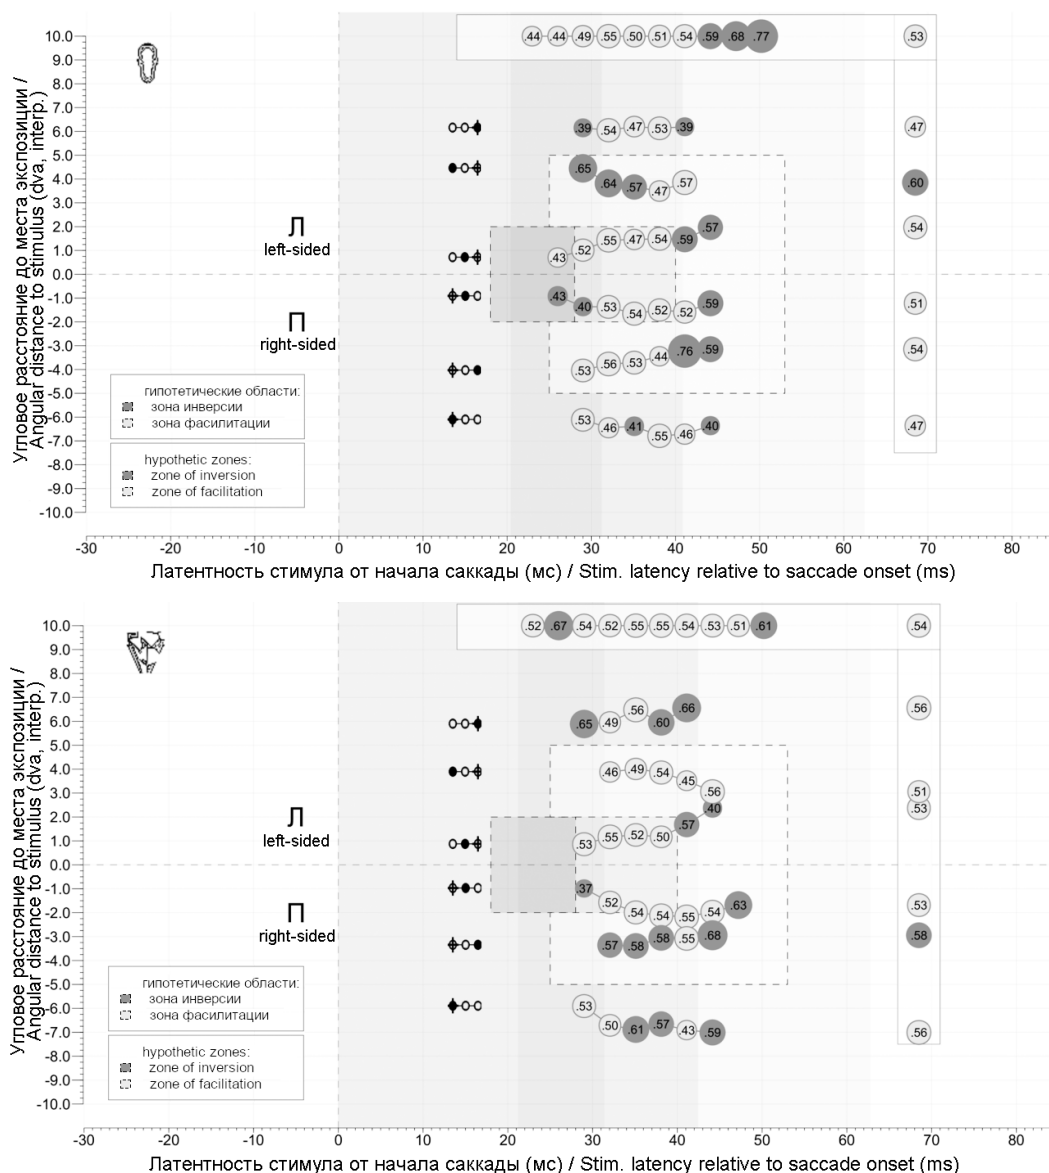 10.0
9.0
8.0
7.0
6.0
5.0
4.0
3.0
2.0
1.0
0.0
-1.0
-2.0
-3.0
-4.0
-5.0
-6.0
-7.0
-8.0
-9.0
-10.0
Угловое расстояние до места экспозиции /
Angular distance to stimulus (dva, interp.)
.44 .44 .49 .55 .50 .51 .54 .59 .68 .77 .53
.39 .54 .47 .53 .39 .47
.65 .64 .57 .47 .57 .60
Л
left-sided
.43 .52 .55 .47 .54 .59 .57 .54
.43 .40 .53 .54 .52 .52 .59 .51
П
right-sided
.53 .56 .53 .44 .76 .59 .54
.53 .46 .41 .55 .46 .40 .47
гипотетические области:
зона инверсии
зона фасилитации
hypothetic zones:
zone of inversion
zone of facilitation
-30 -20 -10 0 10 20 30 40 50 60 70 80
Латентность стимула от начала саккады (мс) / Stim. latency relative to saccade onset (ms)
10.0
9.0
8.0
7.0
6.0
5.0
4.0
3.0
2.0
1.0
0.0
-1.0
-2.0
-3.0
-4.0
-5.0
-6.0
-7.0
-8.0
-9.0
-10.0
Угловое расстояние до места экспозиции /
Angular distance to stimulus (dva, interp.)
.52 .67 .54 .52 .55 .55 .54 .53 .51 .61 .54
.65 .49 .56 .60 .66 .56
.46 .49 .54 .45 .56 .51
Л
left-sided
.53 .55 .52 .50 .57 .40 .53
.37 .52 .54 .54 .55 .54 .63 .53
П
right-sided
.57 .58 .58 .55 .68 .58
.53 .50 .61 .57 .43 .59 .56
гипотетические области:
зона инверсии
зона фасилитации
hypothetic zones:
zone of inversion
zone of facilitation
-30 -20 -10 0 10 20 30 40 50 60 70 80
Латентность стимула от начала саккады (мс) / Stim. latency relative to saccade onset (ms)